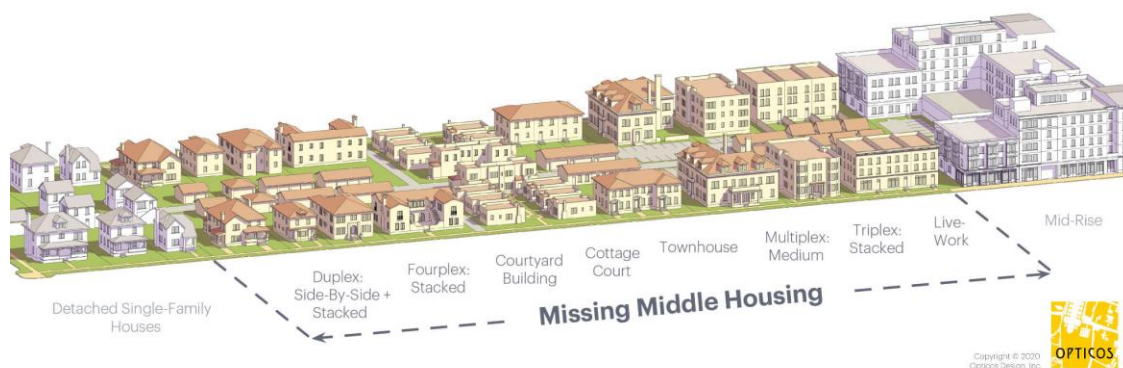 Detached Single-Family
Houses
Duplex:
Side-By-Side +
Stacked
Fourplex:
Stacked
Courtyard
Building
Cottage
Court
Townhouse
Multiplex:
Medium
Triplex:
Stacked
Live-
Work
Mid-Rise
Missing Middle Housing
Copyright © 2020
Opticos Design, Inc.
OPTICOS